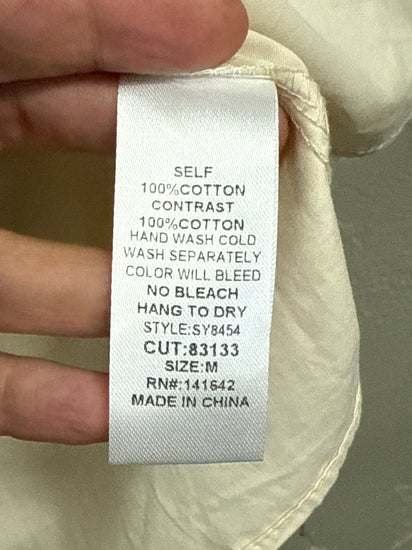 SELF
100%COTTON
CONTRAST
100%COTTON
HAND WASH COLD
WASH SEPARATELY
COLOR WILL BLEED
NO BLEACH
HANG TO DRY
STYLE:SY8454
CUT:83133
SIZE:M
RN#:141642
MADE IN CHINA